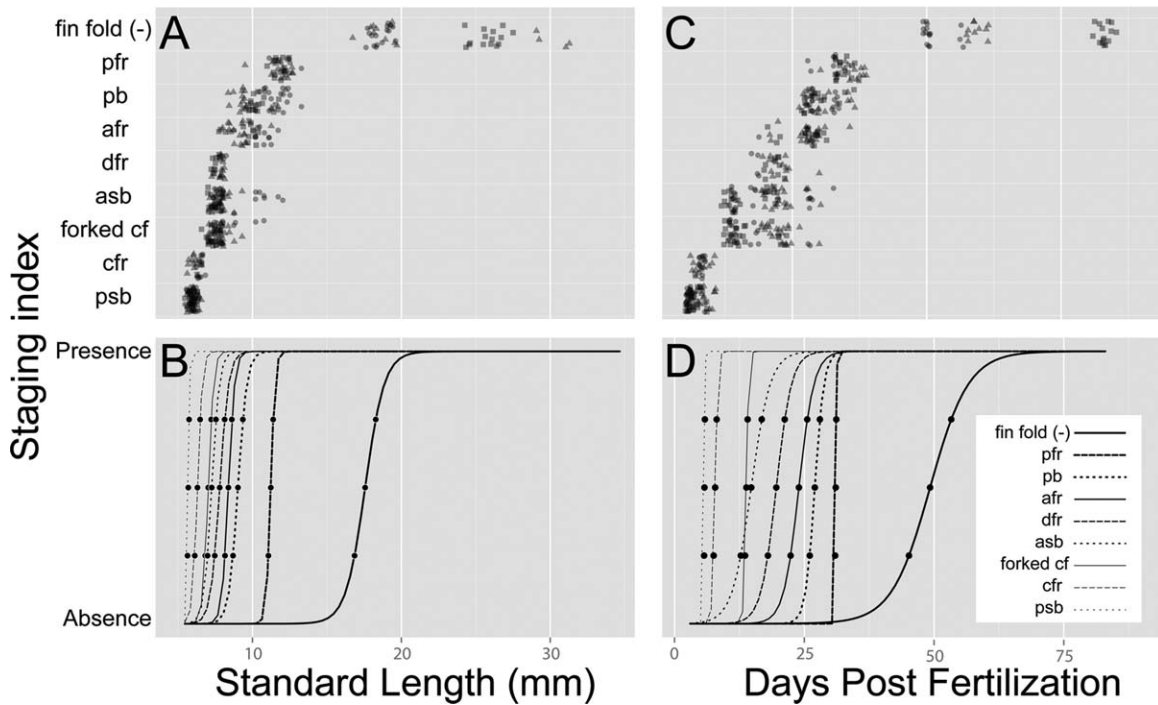 Staging index
A
fin fold (-)
pfr
pb
afr
dfr
asb
forked cf
cfr
psb
C
B
Presence
Absence
10
20
30
Standard Length (mm)
D
fin fold (-)
pfr
pb
afr
dfr
asb
forked cf
cfr
psb
0
25
50
75
Days Post Fertilization